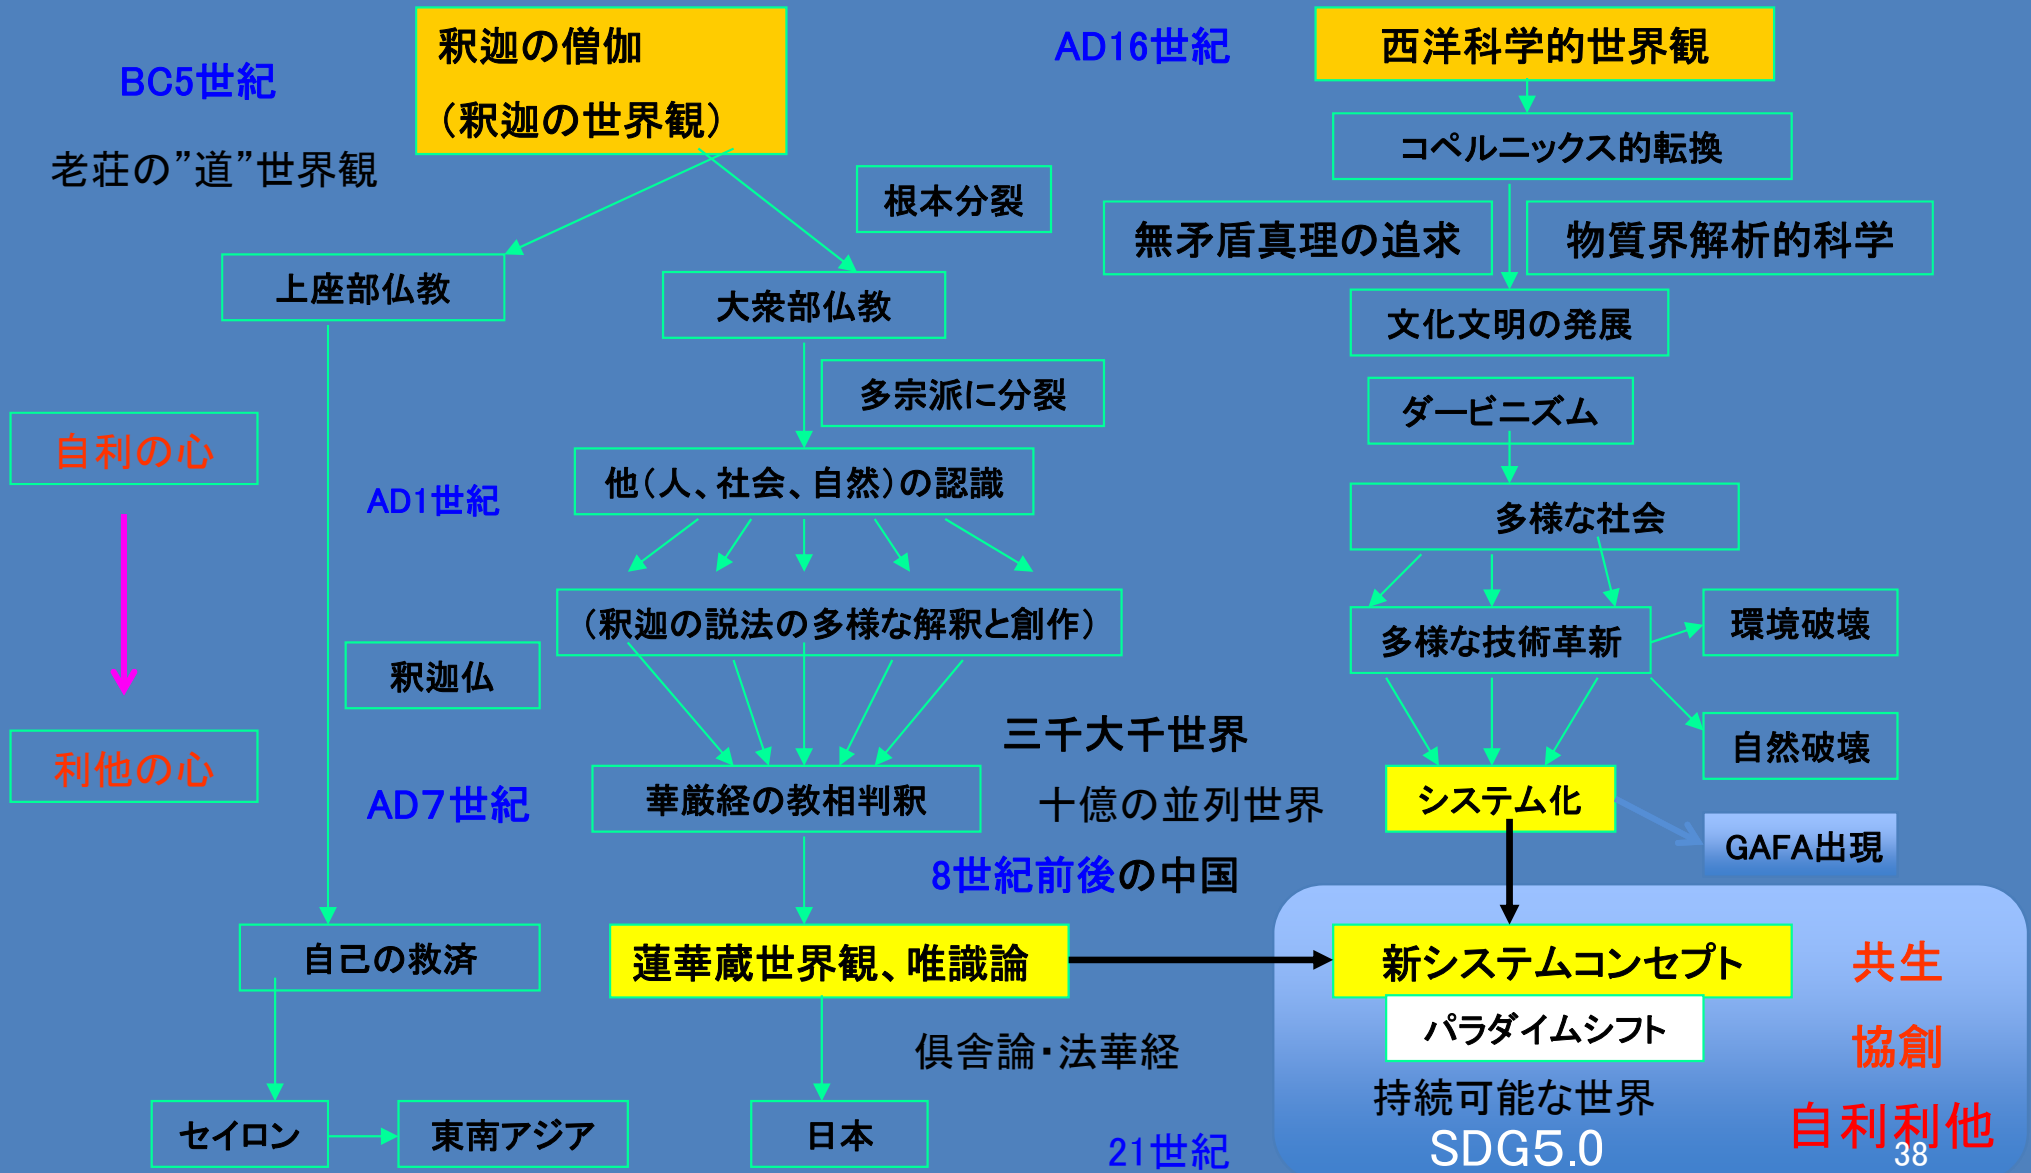 釈迦の僧伽
（釈迦の世界観）
AD16世紀
西洋科学的世界観
BC5世紀
老荘の”道”世界観
コペルニックス的転換
根本分裂
無矛盾真理の追求
物質界解析的科学
上座部仏教
大衆部仏教
文化文明の発展
多宗派に分裂
ダービニズム
自利の心
AD1世紀
他（人、社会、自然）の認識
多様な社会
（釈迦の説法の多様な解釈と創作）
多様な技術革新
環境破壊
釈迦仏
三千大千世界
自然破壊
利他の心
AD7世紀
華厳経の教相判釈
十億の並列世界
システム化
GAFA出現
8世紀前後の中国
自己の救済
蓮華蔵世界観、唯識論
新システムコンセプト
共生
パラダイムシフト
倶舎論・法華経
協創
持続可能な世界
セイロン
東南アジア
日本
21世紀
SDG5.0
自利利他
38